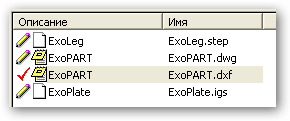 Описание Имя
ExoLeg ExoLeg.step
ExoPART ExoPART.dwg
ExoPART ExoPART.dxf
ExoPlate ExoPlate.igs